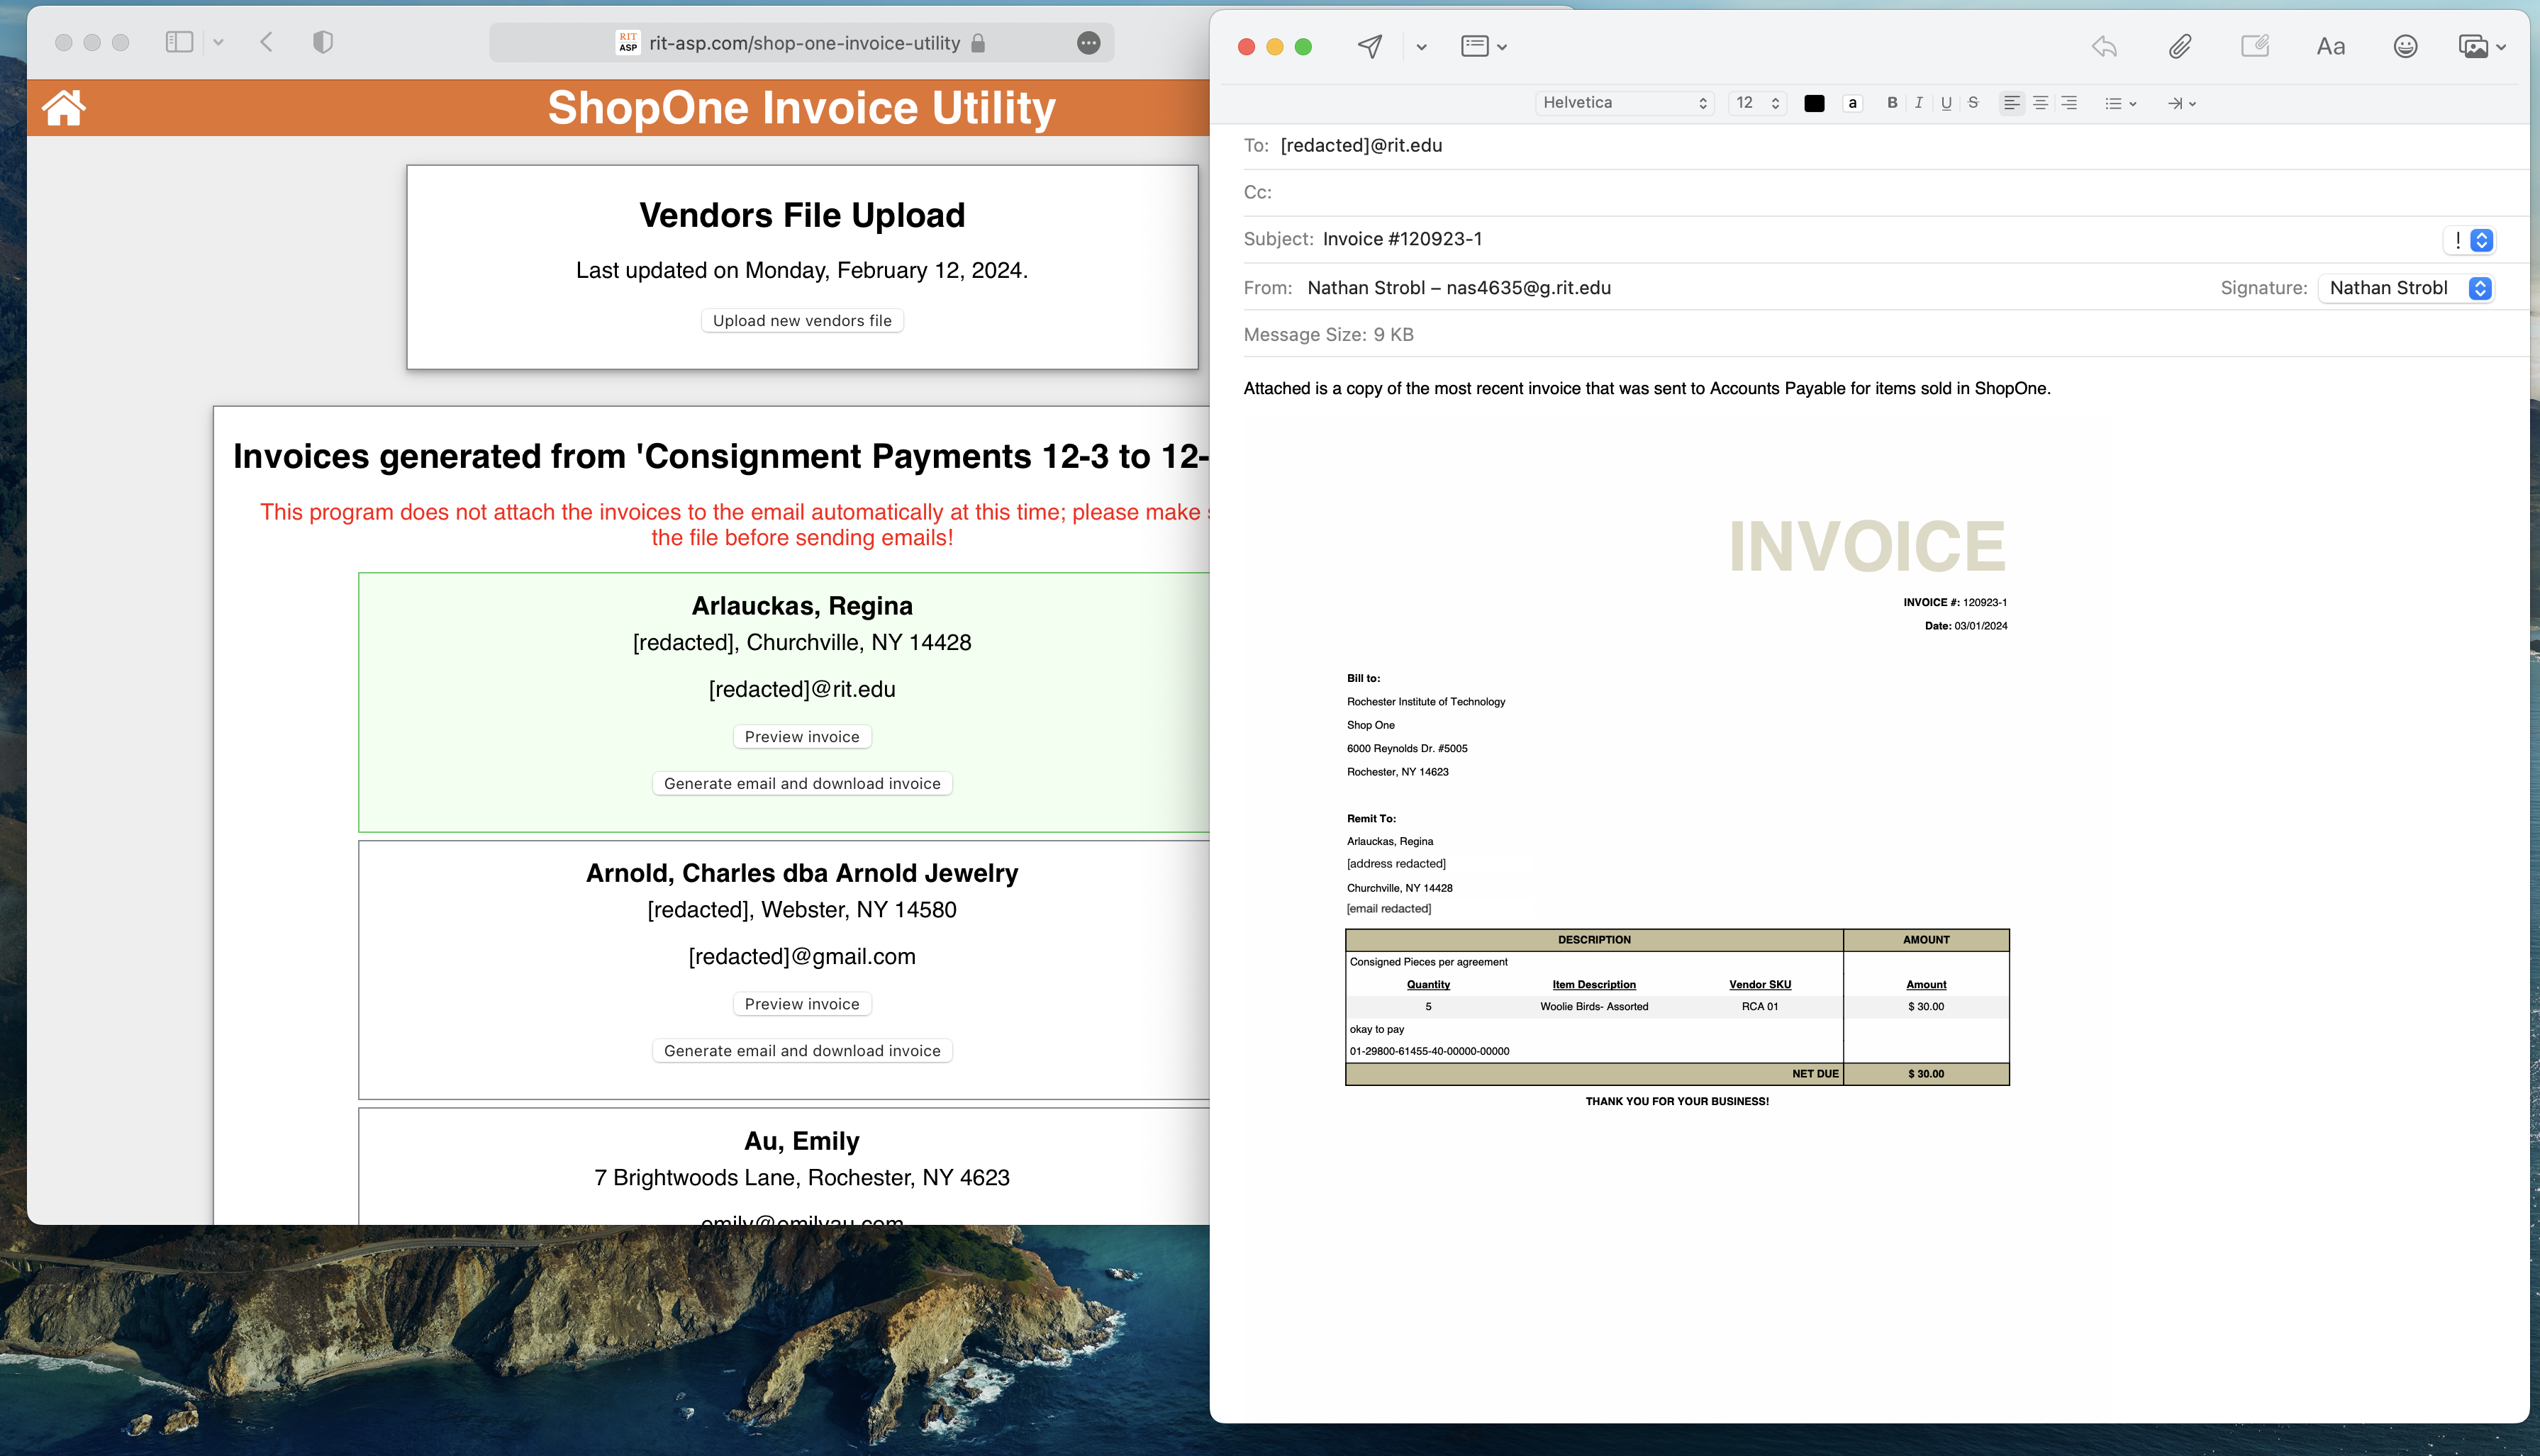 RIT
ASP
rit-asp.com/shop-one-invoice-utility
ShopOne Invoice Utility
Vendors File Upload
Last updated on Monday, February 12, 2024.
Upload new vendors file
Invoices generated from 'Consignment Payments 12-3 to 12-
This program does not attach the invoices to the email automatically at this time; please make
the file before sending emails!
Arlauckas, Regina
[redacted], Churchville, NY 14428
[redacted]@rit.edu
Preview invoice
Generate email and download invoice
Arnold, Charles dba Arnold Jewelry
[redacted], Webster, NY 14580
[redacted]@gmail.com
Preview invoice
Generate email and download invoice
Au, Emily
7 Brightwoods Lane, Rochester, NY 4623
emily@emilyau.com
Aa
Helvetica
12
a
B I U S
To: [redacted]@rit.edu
Cc:
Subject: Invoice #120923-1
!
From: Nathan Strobl – nas4635@g.rit.edu
Signature: Nathan Strobl
Message Size: 9 KB
Attached is a copy of the most recent invoice that was sent to Accounts Payable for items sold in ShopOne.
INVOICE
INVOICE #: 120923-1
Date: 03/01/2024
Bill to:
Rochester Institute of Technology
Shop One
6000 Reynolds Dr. #5005
Rochester, NY 14623
Remit To:
Arlauckas, Regina
[address redacted]
Churchville, NY 14428
[email redacted]
DESCRIPTION AMOUNT
Consigned Pieces per agreement
Quantity Item Description Vendor SKU Amount
5 Woolie Birds- Assorted RCA 01 $ 30.00
okay to pay
01-29800-61455-40-00000-00000
NET DUE $ 30.00
THANK YOU FOR YOUR BUSINESS!